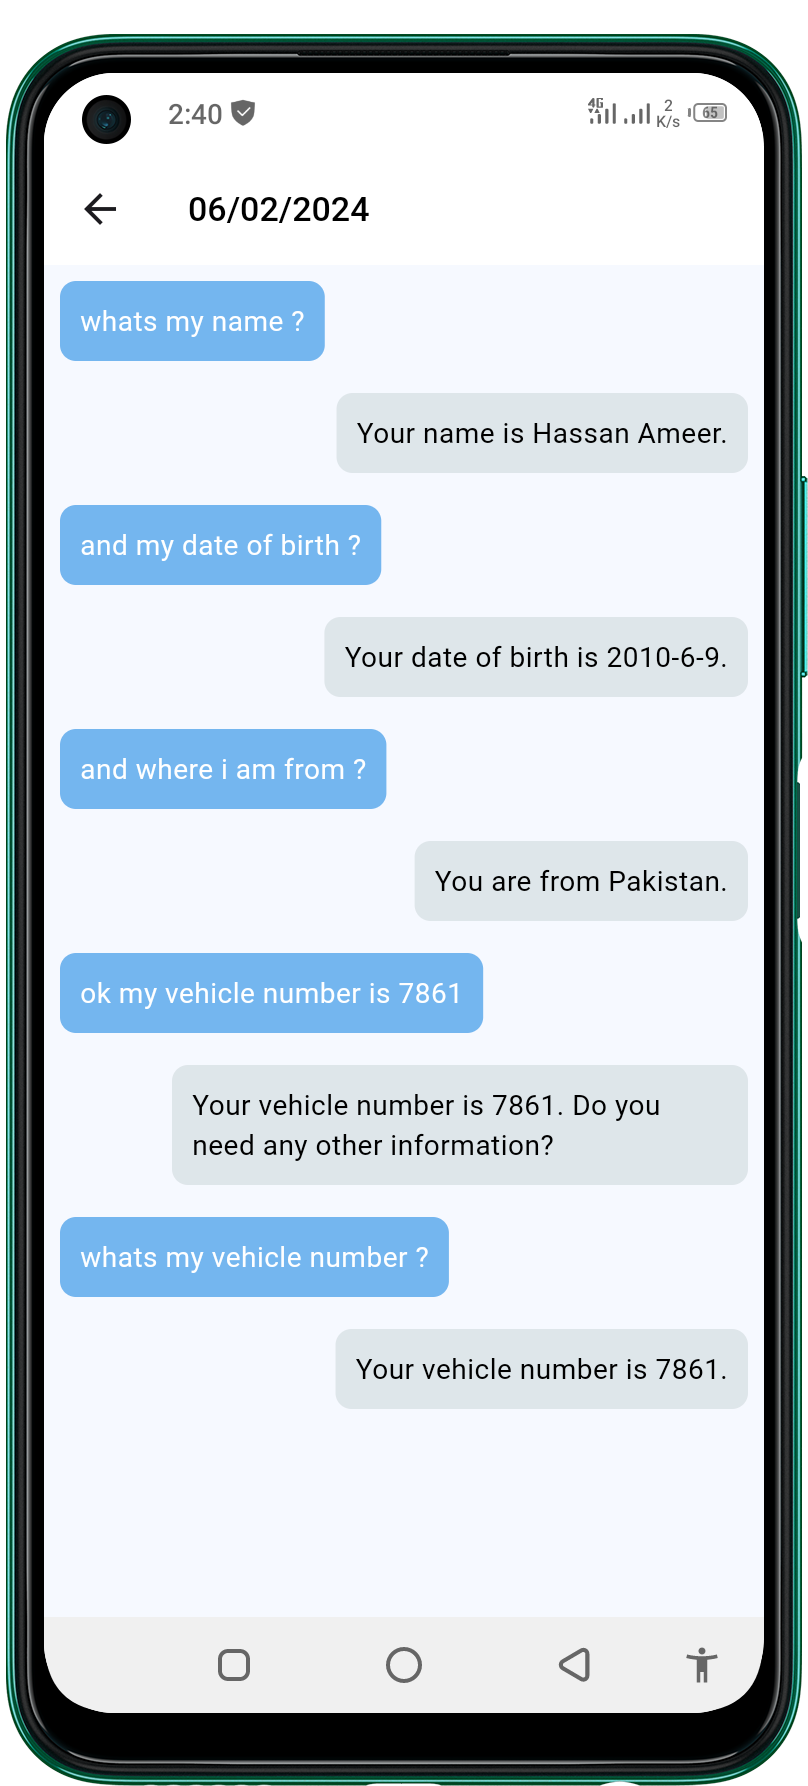 2:40
4G
2
K/s
65
06/02/2024
whats my name ?
Your name is Hassan Ameer.
and my date of birth ?
Your date of birth is 2010-6-9.
and where i am from ?
You are from Pakistan.
ok my vehicle number is 7861
Your vehicle number is 7861. Do you
need any other information?
whats my vehicle number ?
Your vehicle number is 7861.